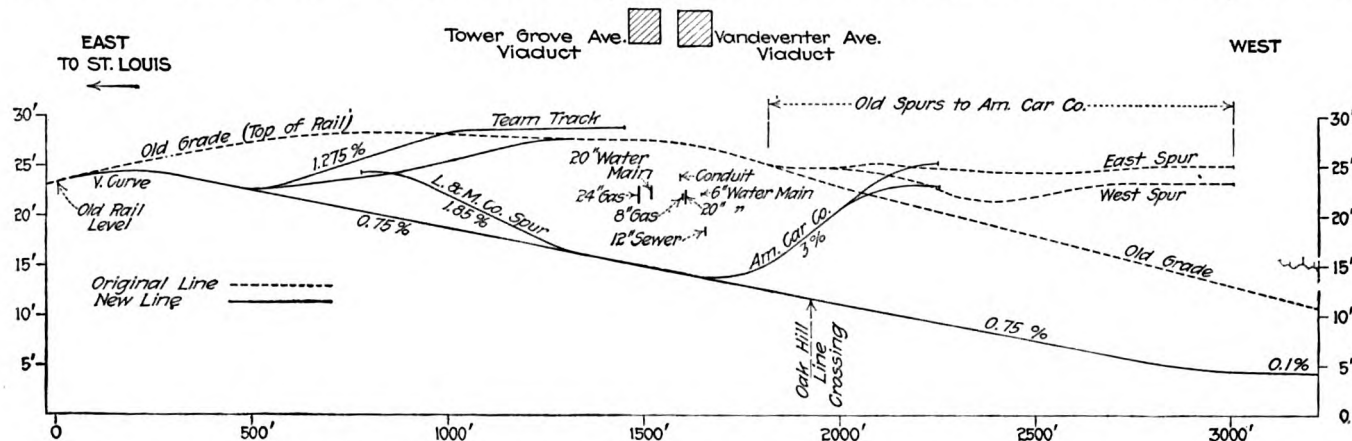 EAST
TO ST. LOUIS
Tower Grove Ave.
Viaduct
Vandeventer Ave.
Viaduct
WEST
30'
25'
20'
15'
10'
5'
Old Grade (Top of Rail)
Team Track
1.275%
V. Curve
Old Rail
Level
L. & M. Co. Spur
1.85%
0.75%
20" Water
Main
24" Gas
8" Gas
12" Sewer
Conduit
6" Water Main
20" "
Old Spurs to Am. Car Co.
East Spur
West Spur
Am. Car Co.
3%
Old Grade
Original Line
New Line
Oak Hill
Line
Crossing
0.75%
0.1%
30'
25'
20'
15'
10'
5'
0
0
500'
1000'
1500'
2000'
2500'
3000'